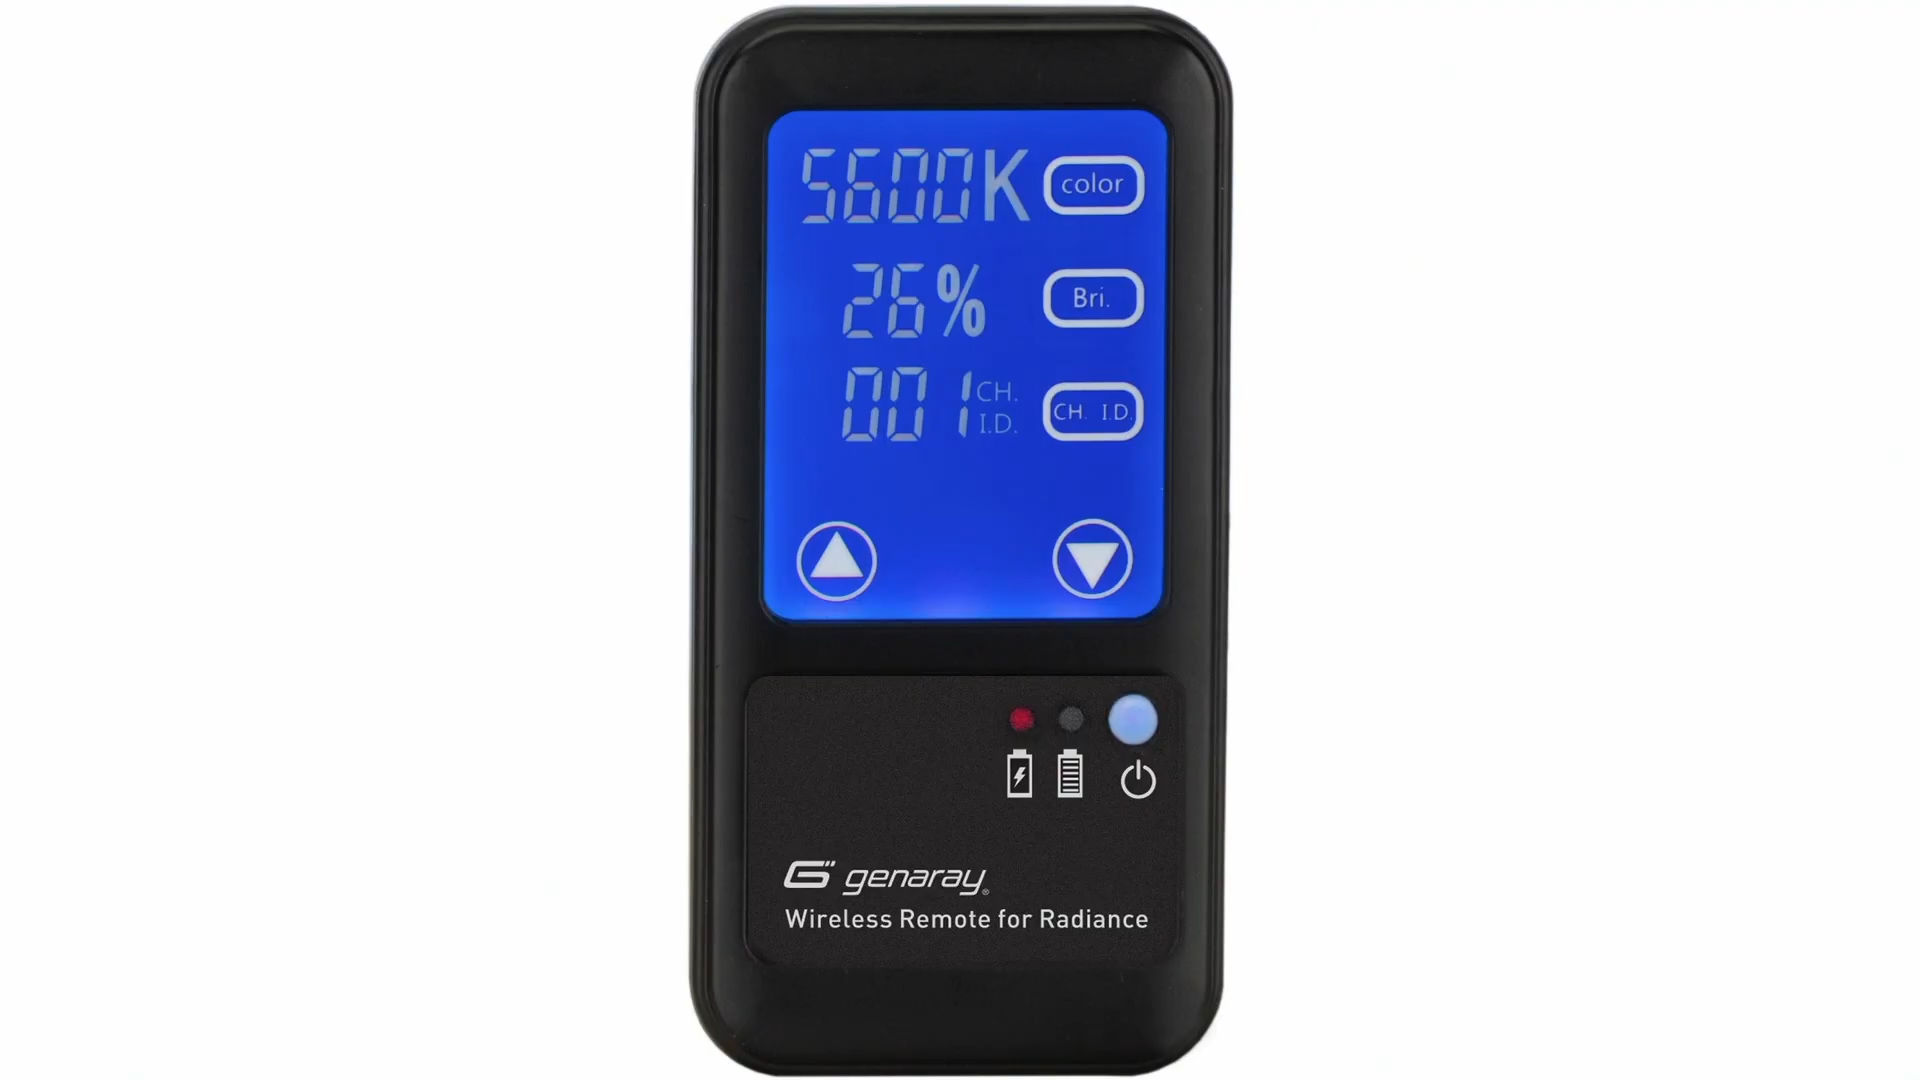 5600K color
26% Bri.
001 CH. I.D. CH. I.D.
genaray®
Wireless Remote for Radiance